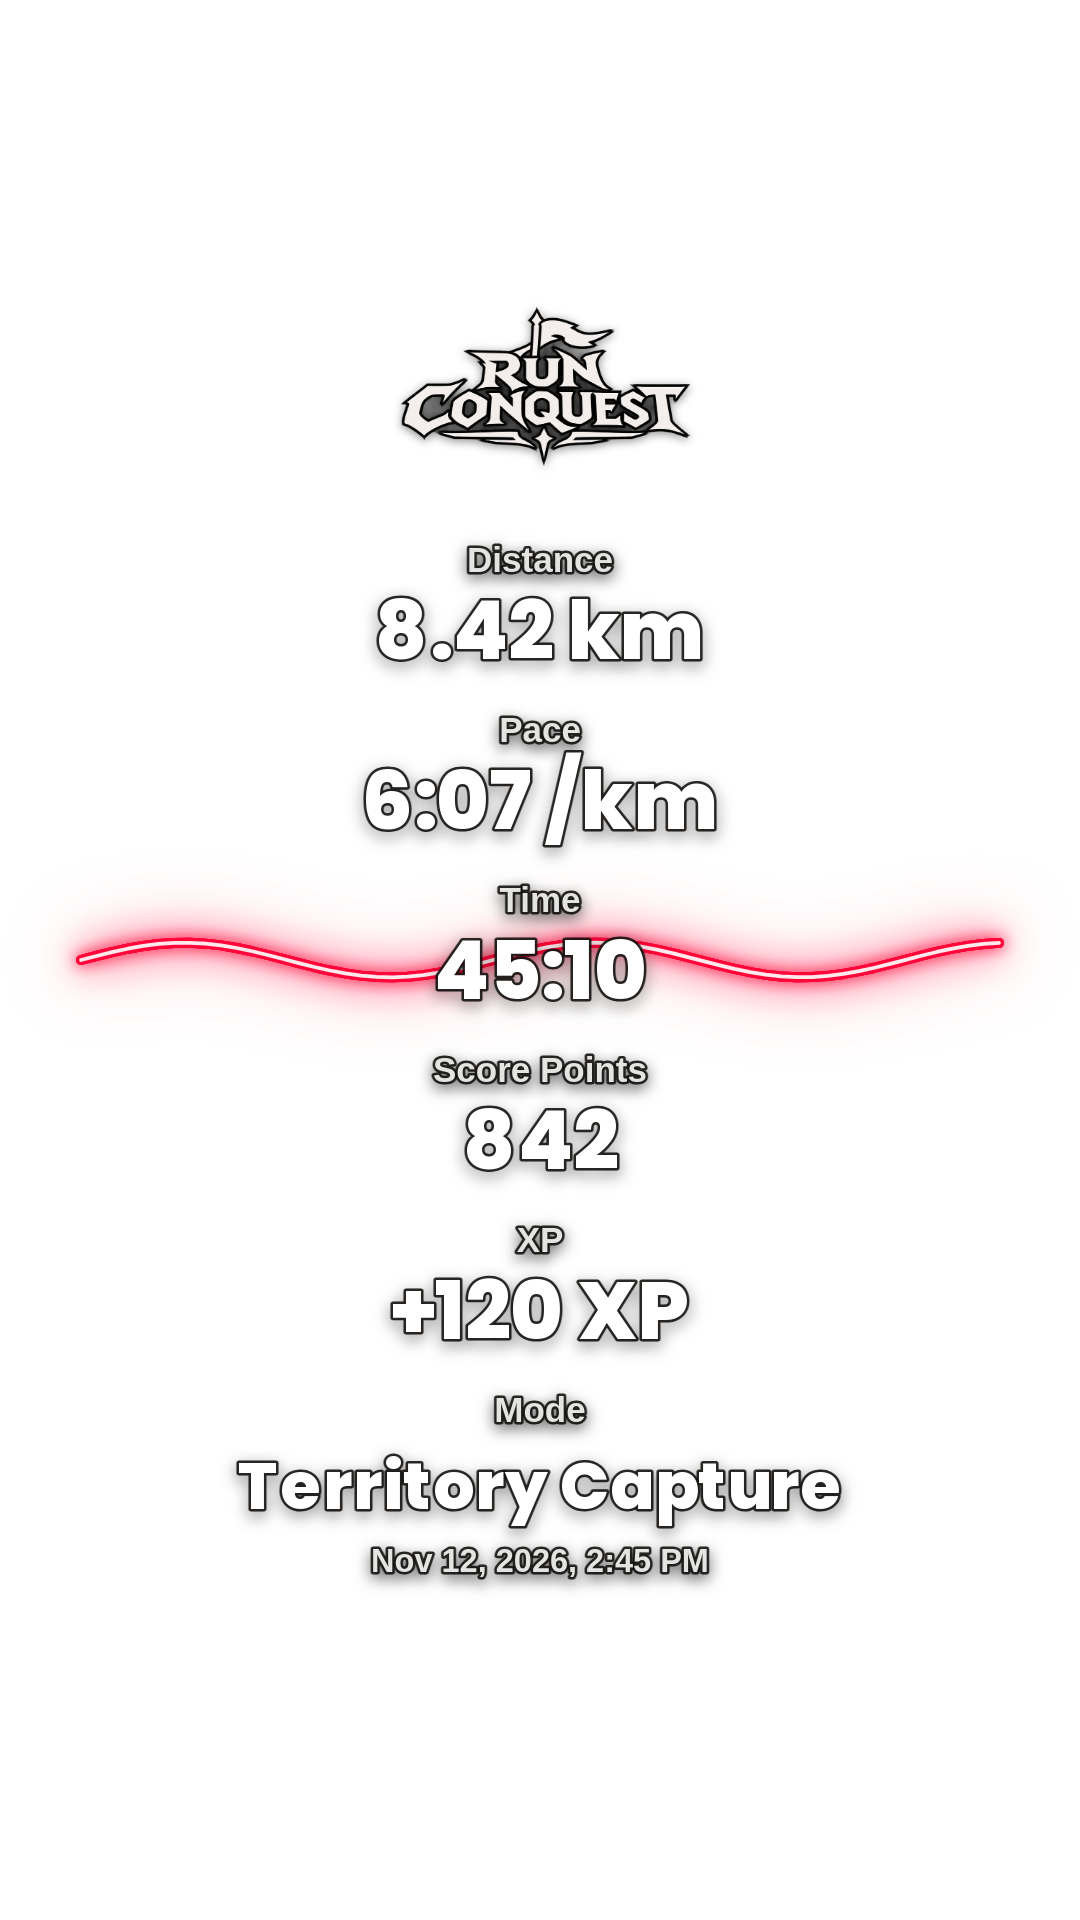 RUN
CONQUEST
Distance
8.42 km
Pace
6:07 /km
Time
45:10
Score Points
842
XP
+120 XP
Mode
Territory Capture
Nov 12, 2026, 2:45 PM